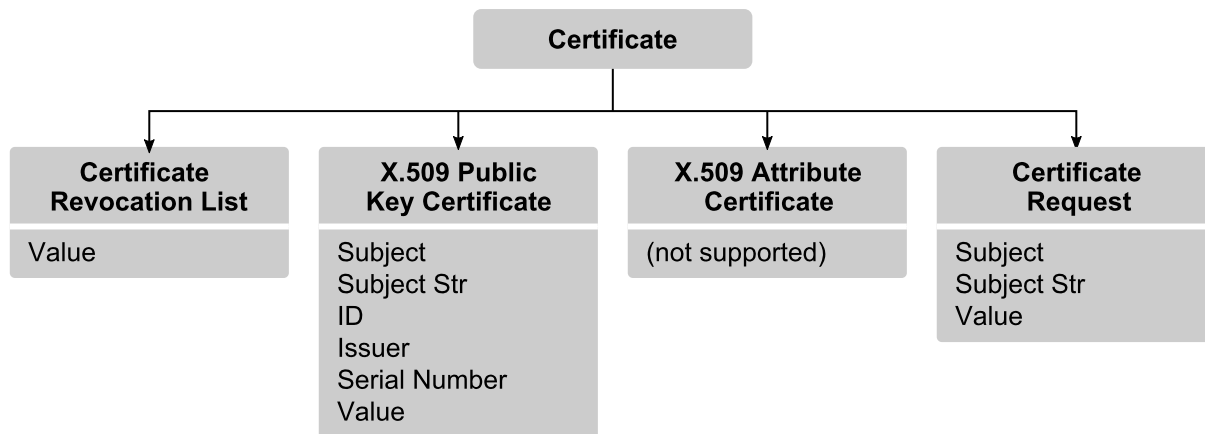 Certificate
Certificate
Revocation List
Value
X.509 Public
Key Certificate
Subject
Subject Str
ID
Issuer
Serial Number
Value
X.509 Attribute
Certificate
(not supported)
Certificate
Request
Subject
Subject Str
Value